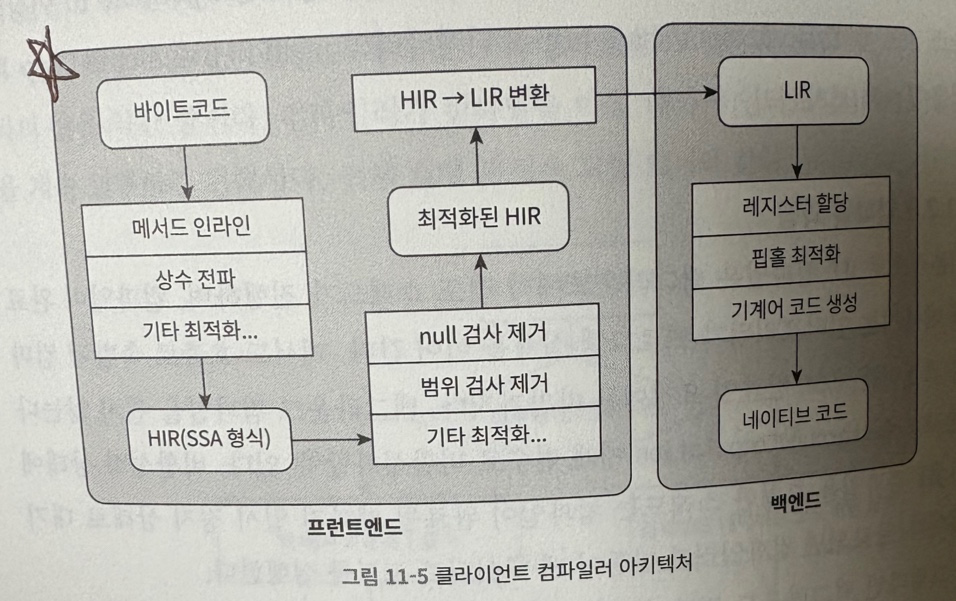 바이트코드
메서드 인라인
상수 전파
기타 최적화...
HIR(SSA 형식)
null 검사 제거
범위 검사 제거
기타 최적화...
최적화된 HIR
HIR → LIR 변환
프런트엔드
LIR
레지스터 할당
핍홀 최적화
기계어 코드 생성
네이티브 코드
백엔드
그림 11-5 클라이언트 컴파일러 아키텍처